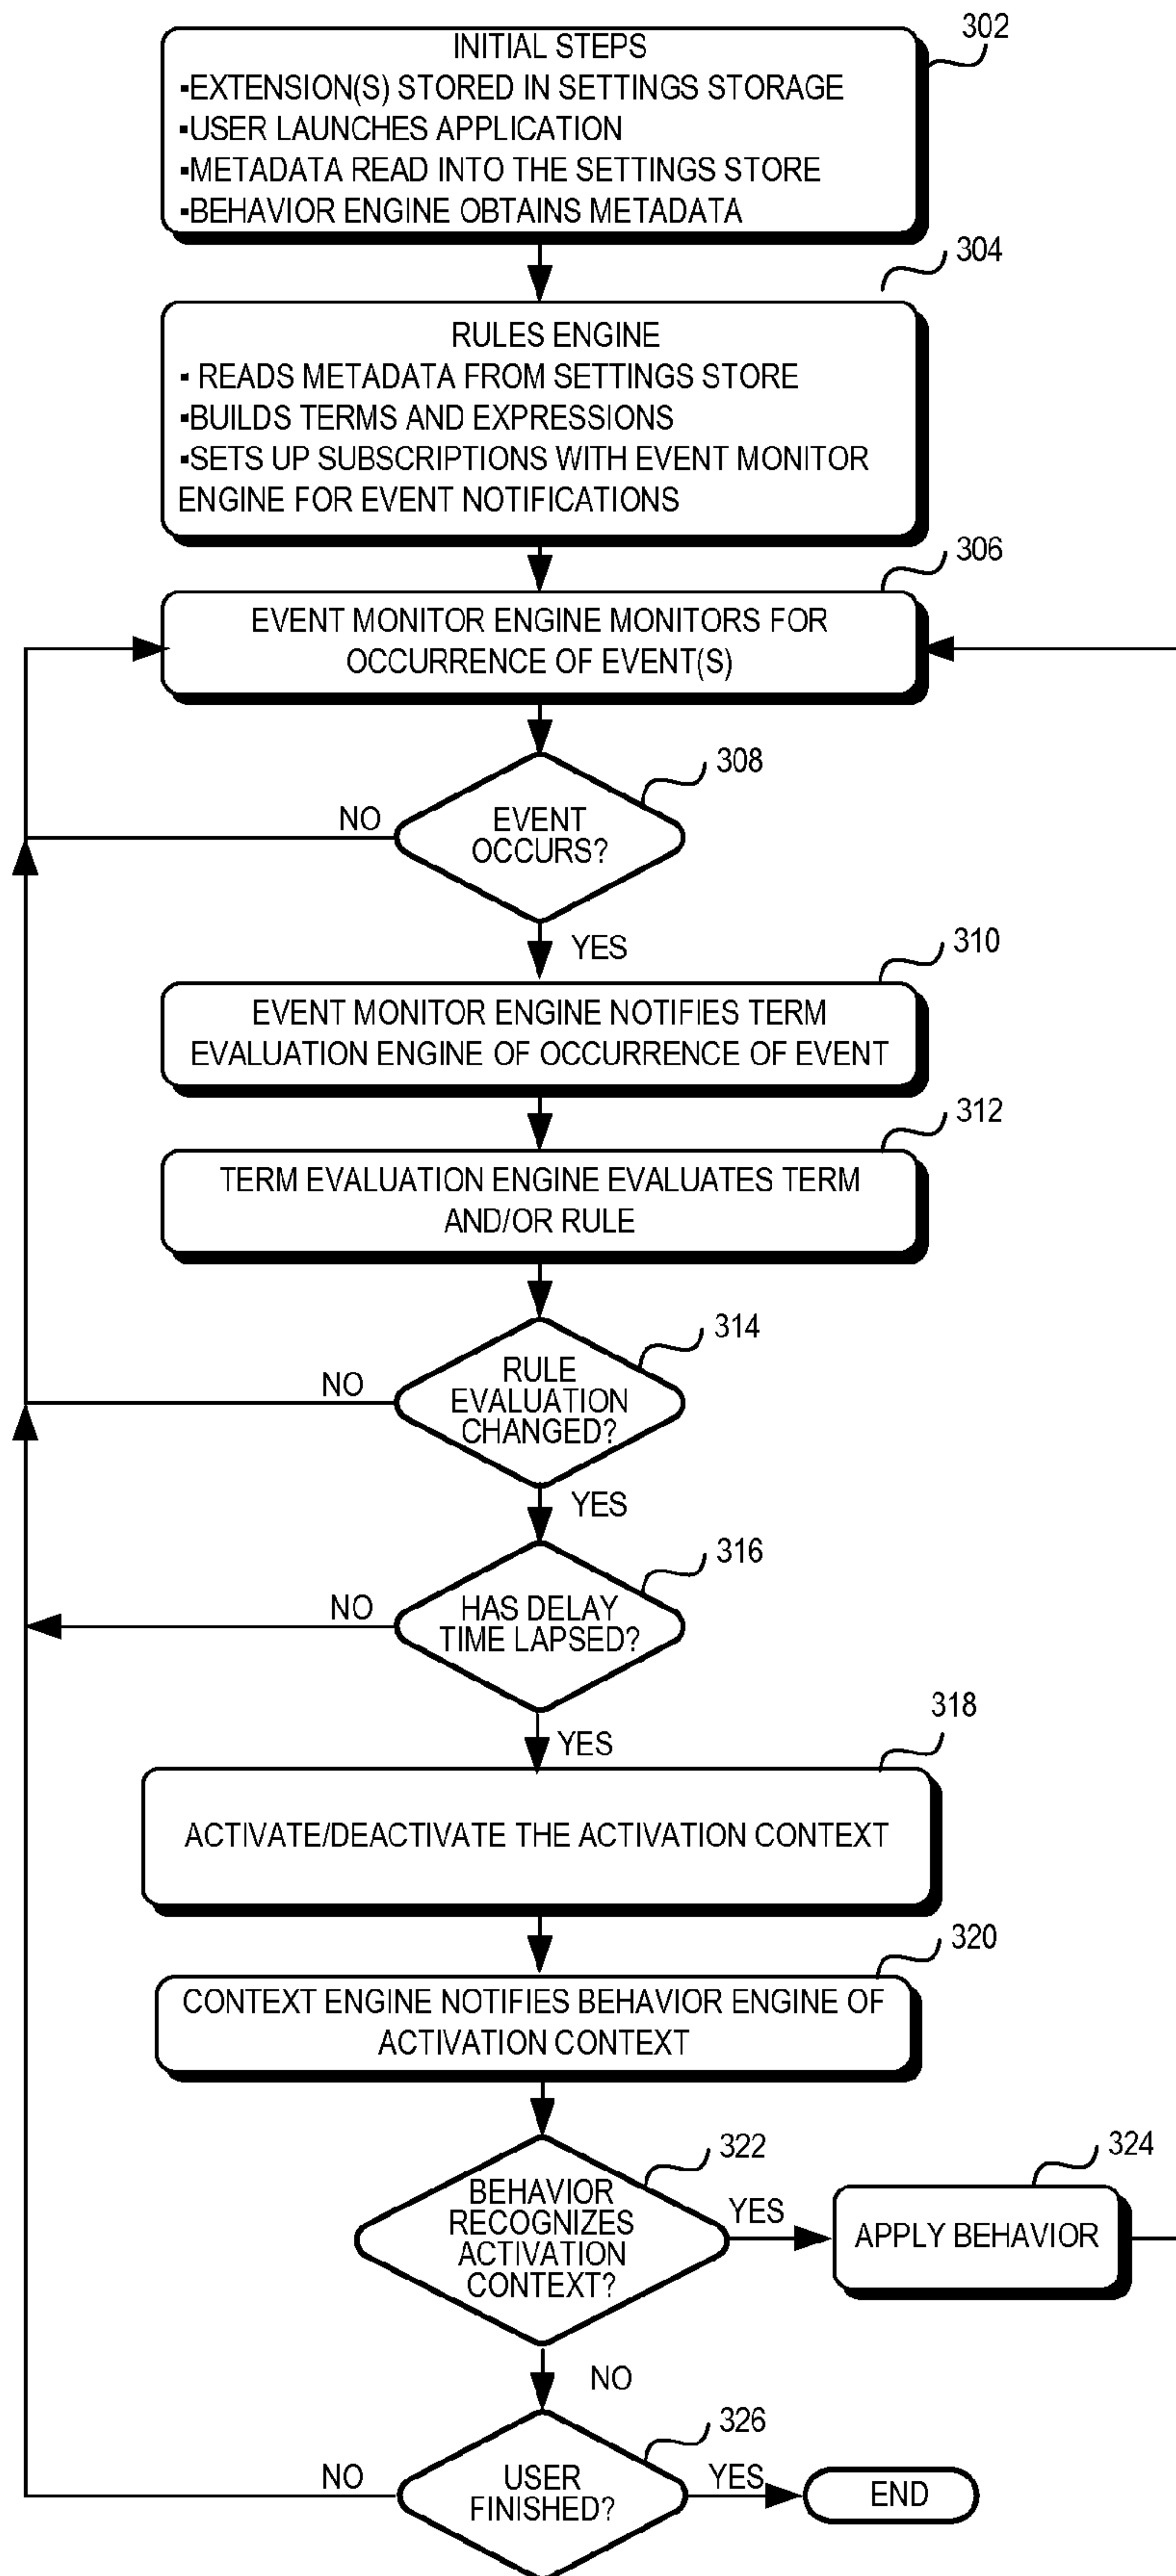 302
INITIAL STEPS
▪EXTENSION(S) STORED IN SETTINGS STORAGE
▪USER LAUNCHES APPLICATION
▪METADATA READ INTO THE SETTINGS STORE
▪BEHAVIOR ENGINE OBTAINS METADATA
304
RULES ENGINE
▪ READS METADATA FROM SETTINGS STORE
▪BUILDS TERMS AND EXPRESSIONS
▪SETS UP SUBSCRIPTIONS WITH EVENT MONITOR
ENGINE FOR EVENT NOTIFICATIONS
306
EVENT MONITOR ENGINE MONITORS FOR
OCCURRENCE OF EVENT(S)
308
NO
EVENT
OCCURS?
YES
310
EVENT MONITOR ENGINE NOTIFIES TERM
EVALUATION ENGINE OF OCCURRENCE OF EVENT
312
TERM EVALUATION ENGINE EVALUATES TERM
AND/OR RULE
314
NO
RULE
EVALUATION
CHANGED?
YES
316
NO
HAS DELAY
TIME LAPSED?
YES
318
ACTIVATE/DEACTIVATE THE ACTIVATION CONTEXT
320
CONTEXT ENGINE NOTIFIES BEHAVIOR ENGINE OF
ACTIVATION CONTEXT
322
BEHAVIOR
RECOGNIZES
ACTIVATION
CONTEXT?
YES
324
APPLY BEHAVIOR
NO
326
NO
USER
FINISHED?
YES
END